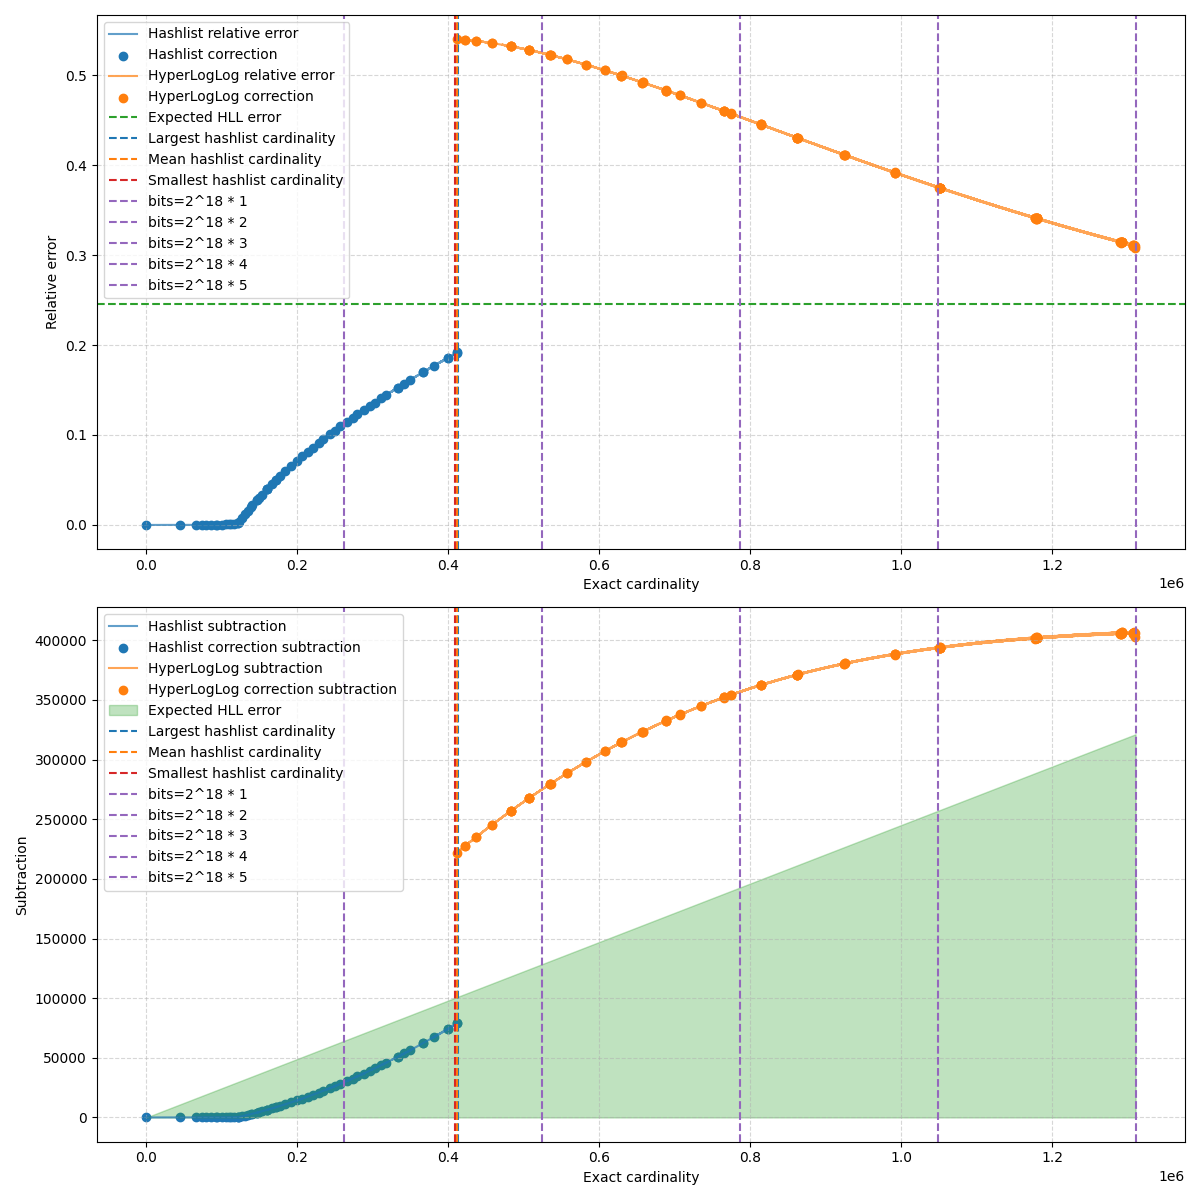 Hashlist relative error
Hashlist correction
HyperLogLog relative error
HyperLogLog correction
Expected HLL error
Largest hashlist cardinality
Mean hashlist cardinality
Smallest hashlist cardinality
bits=2^18 * 1
bits=2^18 * 2
bits=2^18 * 3
bits=2^18 * 4
bits=2^18 * 5
Relative error
0.5
0.4
0.3
0.2
0.1
0.0
0.0 0.2 0.4 0.6 0.8 1.0 1.2
1e6
Exact cardinality
Hashlist subtraction
Hashlist correction subtraction
HyperLogLog subtraction
HyperLogLog correction subtraction
Expected HLL error
Largest hashlist cardinality
Mean hashlist cardinality
Smallest hashlist cardinality
bits=2^18 * 1
bits=2^18 * 2
bits=2^18 * 3
bits=2^18 * 4
bits=2^18 * 5
Subtraction
400000
350000
300000
250000
200000
150000
100000
50000
0
0.0 0.2 0.4 0.6 0.8 1.0 1.2
1e6
Exact cardinality